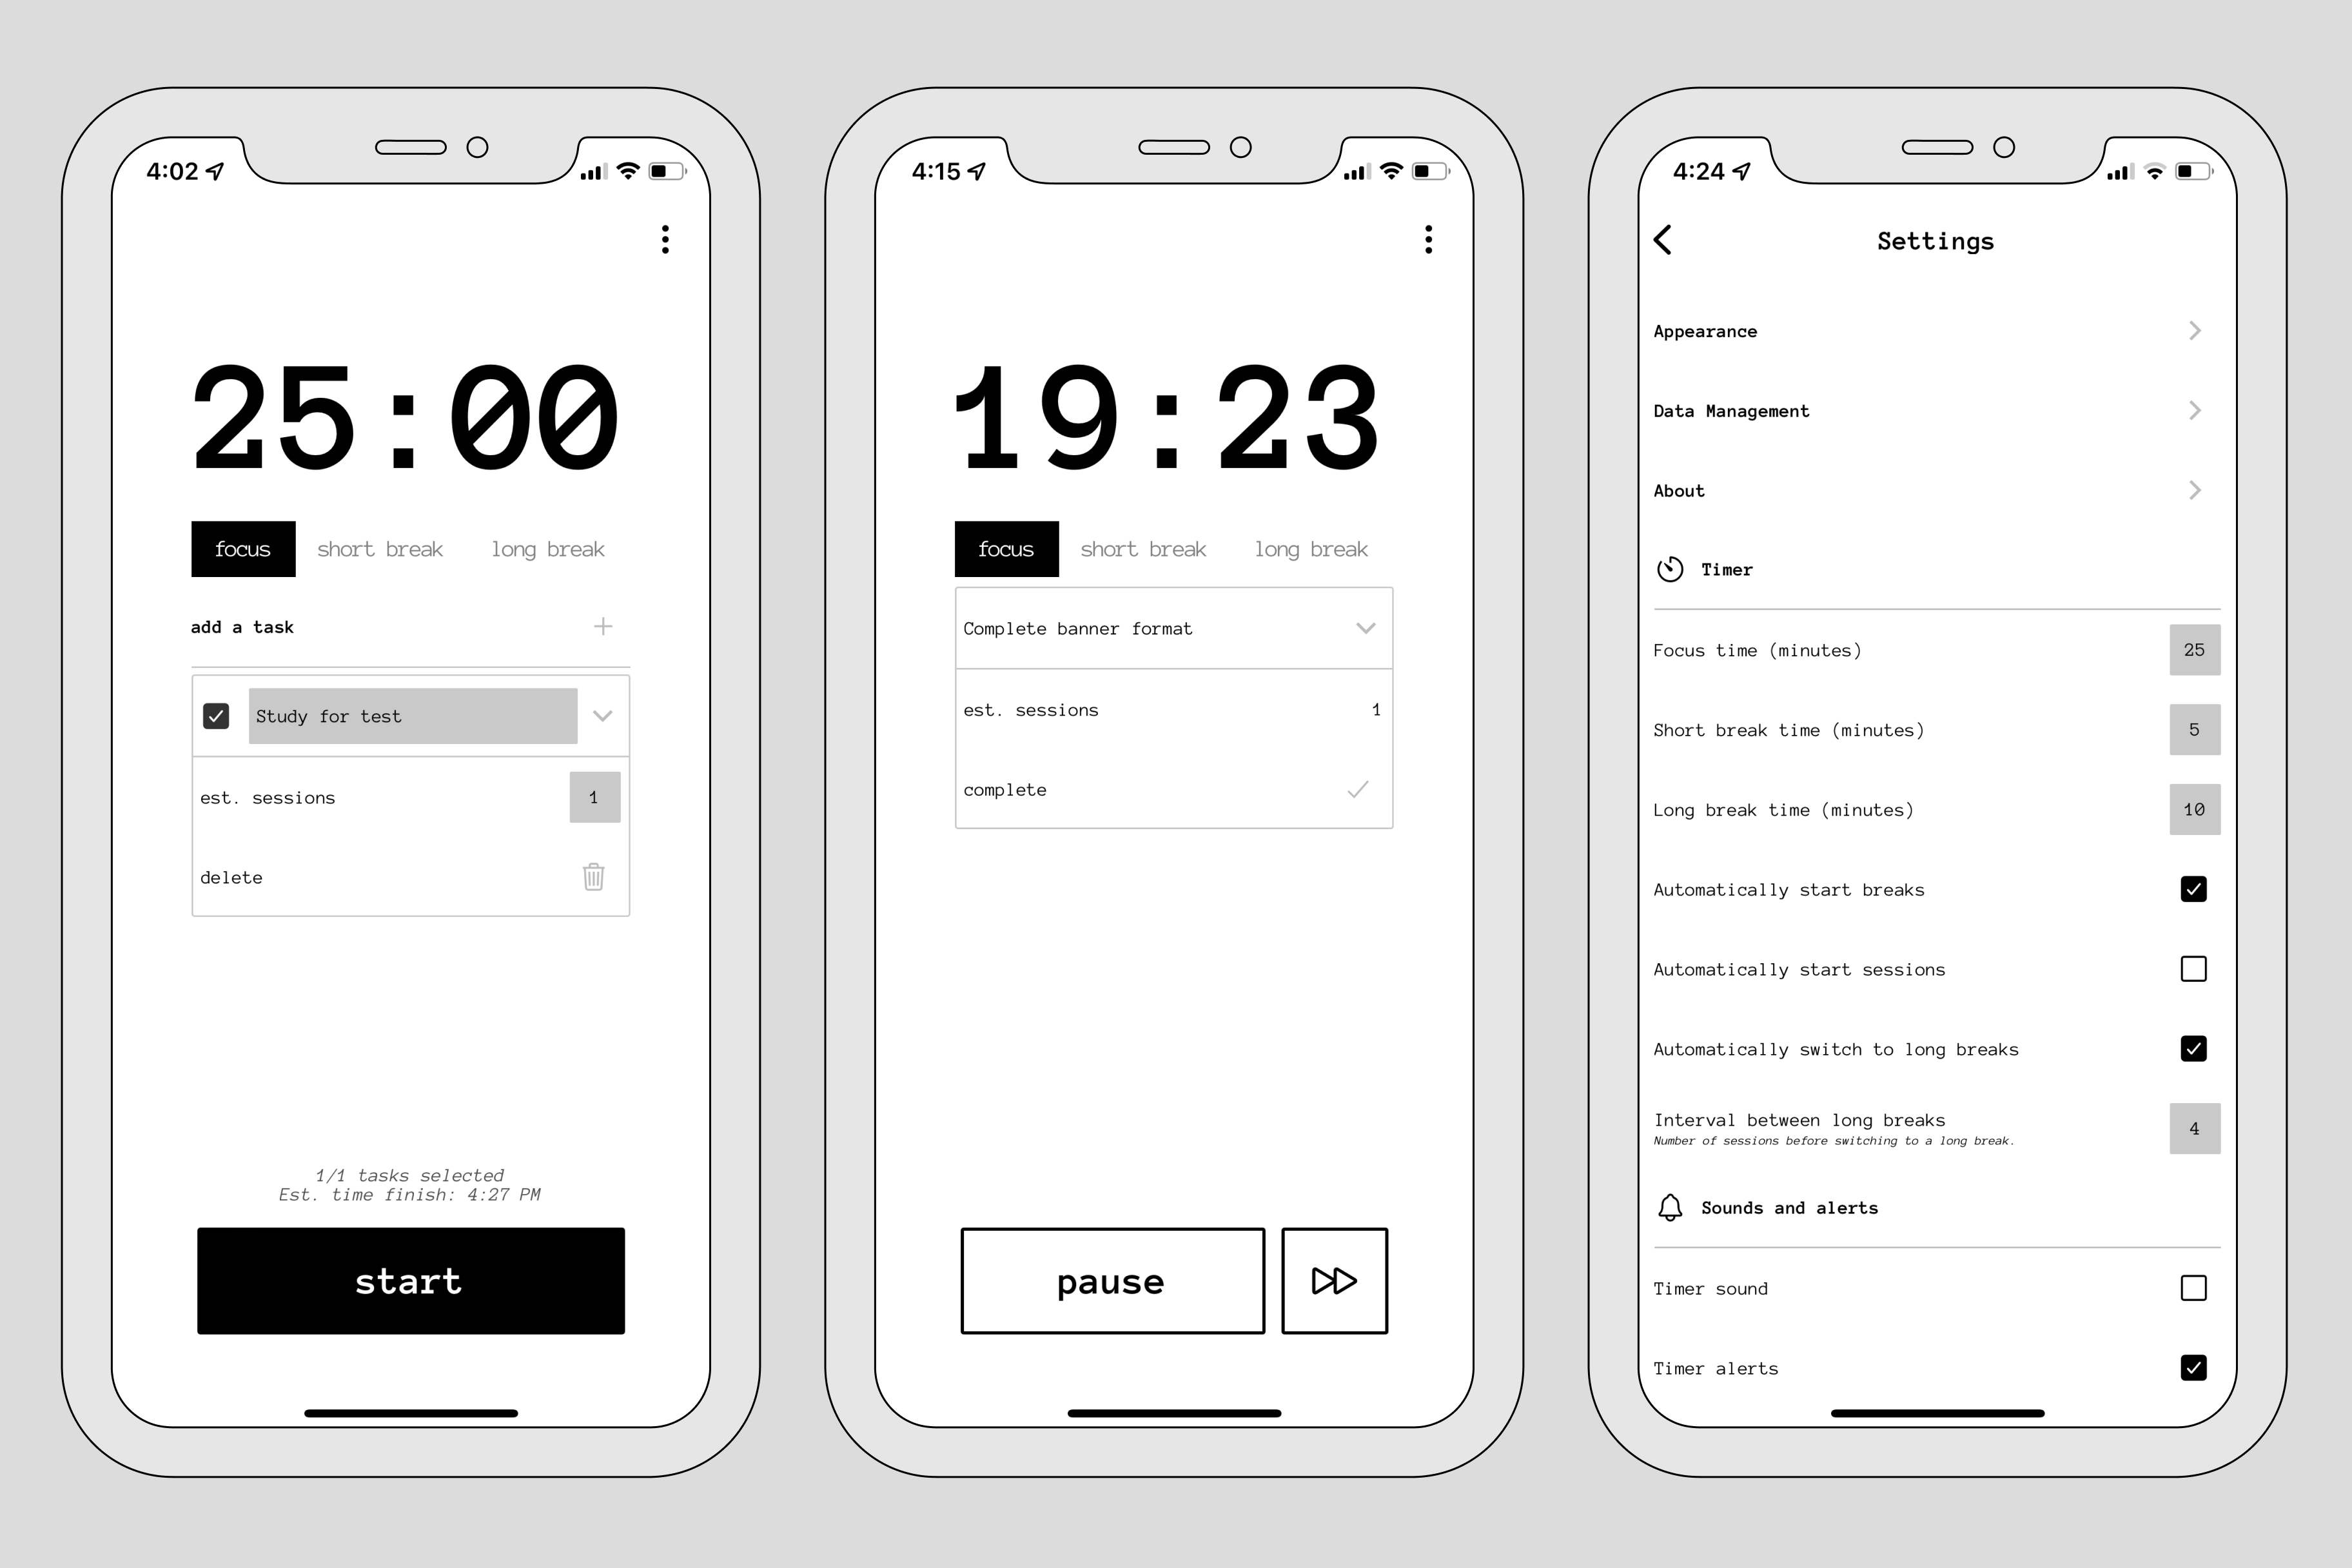 4:02
25:00
focus short break long break
add a task
Study for test
est. sessions 1
delete
1/1 tasks selected
Est. time finish: 4:27 PM
start
4:15
19:23
focus short break long break
Complete banner format
est. sessions 1
complete
pause
4:24
Settings
Appearance
Data Management
About
Timer
Focus time (minutes) 25
Short break time (minutes) 5
Long break time (minutes) 10
Automatically start breaks
Automatically start sessions
Automatically switch to long breaks
Interval between long breaks 4
Number of sessions before switching to a long break.
Sounds and alerts
Timer sound
Timer alerts